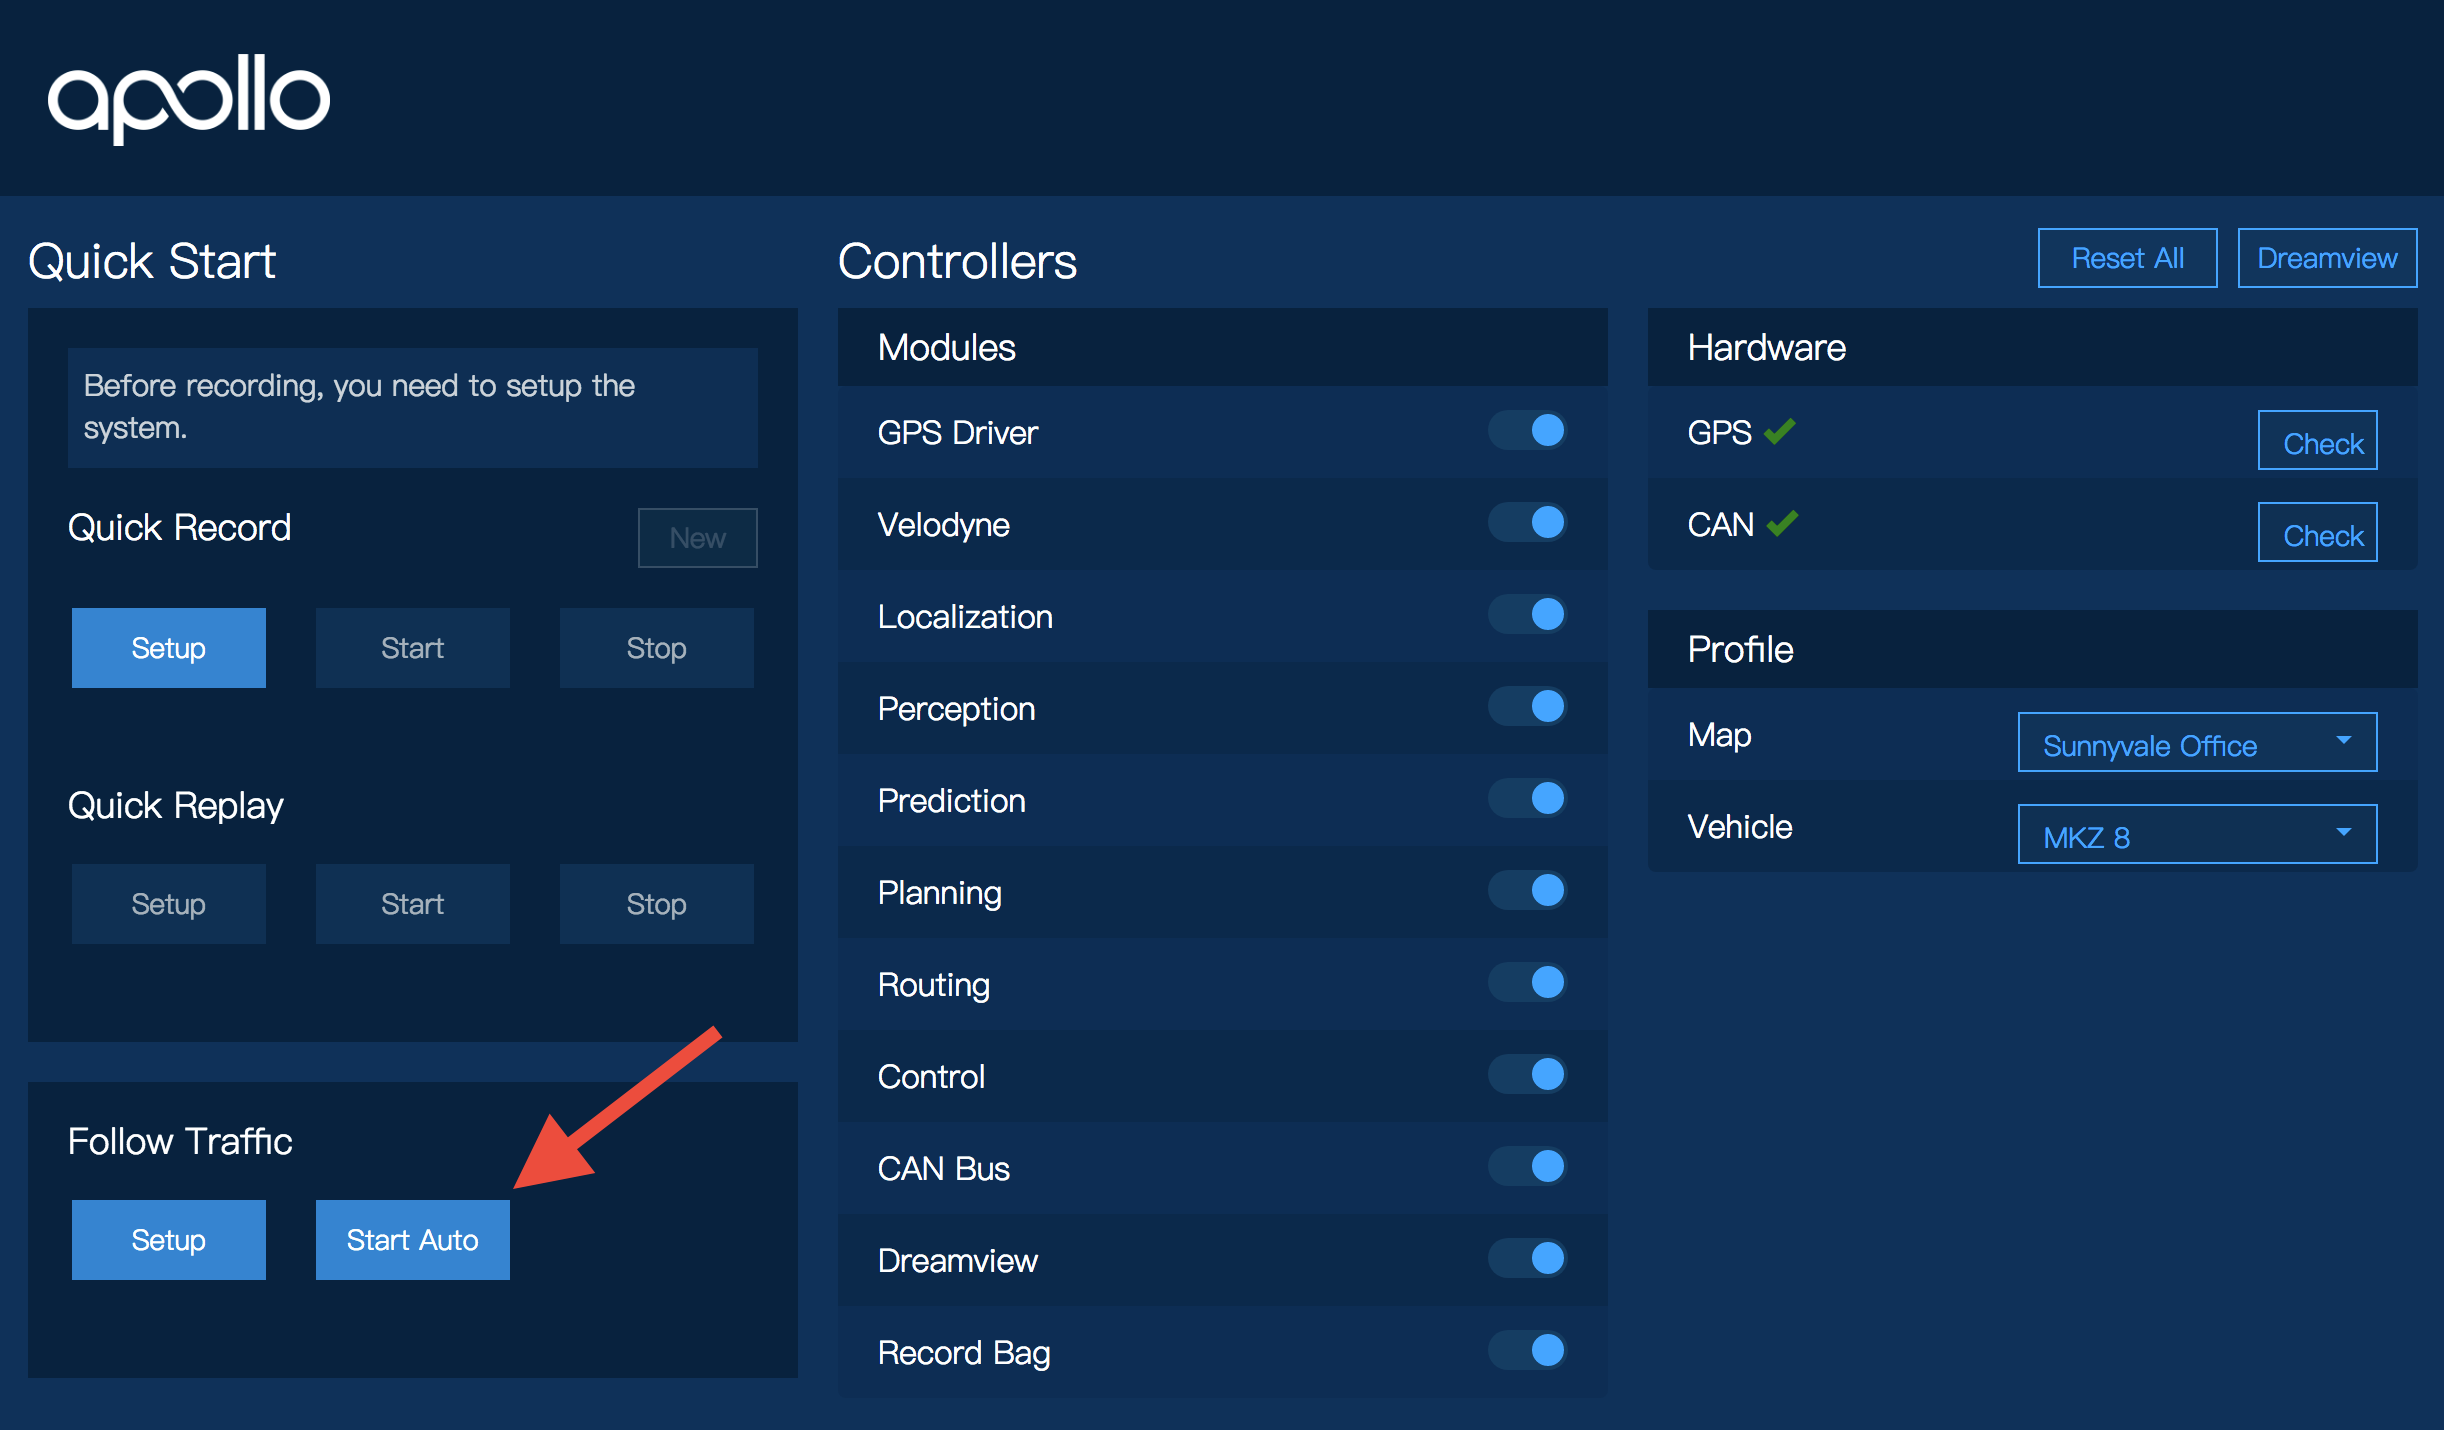 apollo
Quick Start
Before recording, you need to setup the
system.
Quick Record
New
Setup
Start
Stop
Quick Replay
Setup
Start
Stop
Follow Traffic
Setup
Start Auto
Controllers
Modules
GPS Driver
Velodyne
Localization
Perception
Prediction
Planning
Routing
Control
CAN Bus
Dreamview
Record Bag
Reset All
Dreamview
Hardware
GPS
Check
CAN
Check
Profile
Map
Sunnyvale Office
Vehicle
MKZ 8